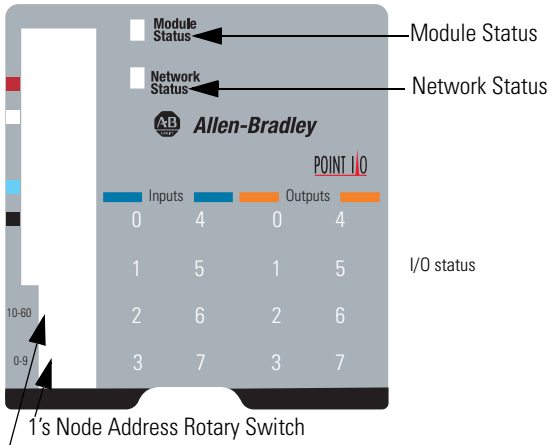 Module
Status
Module Status
Network
Status
Network Status
AB
Allen-Bradley
POINT I/O
Inputs Outputs
0 4 0 4
1 5 1 5
I/O status
10-60
2 6 2 6
0-9
3 7 3 7
1's Node Address Rotary Switch